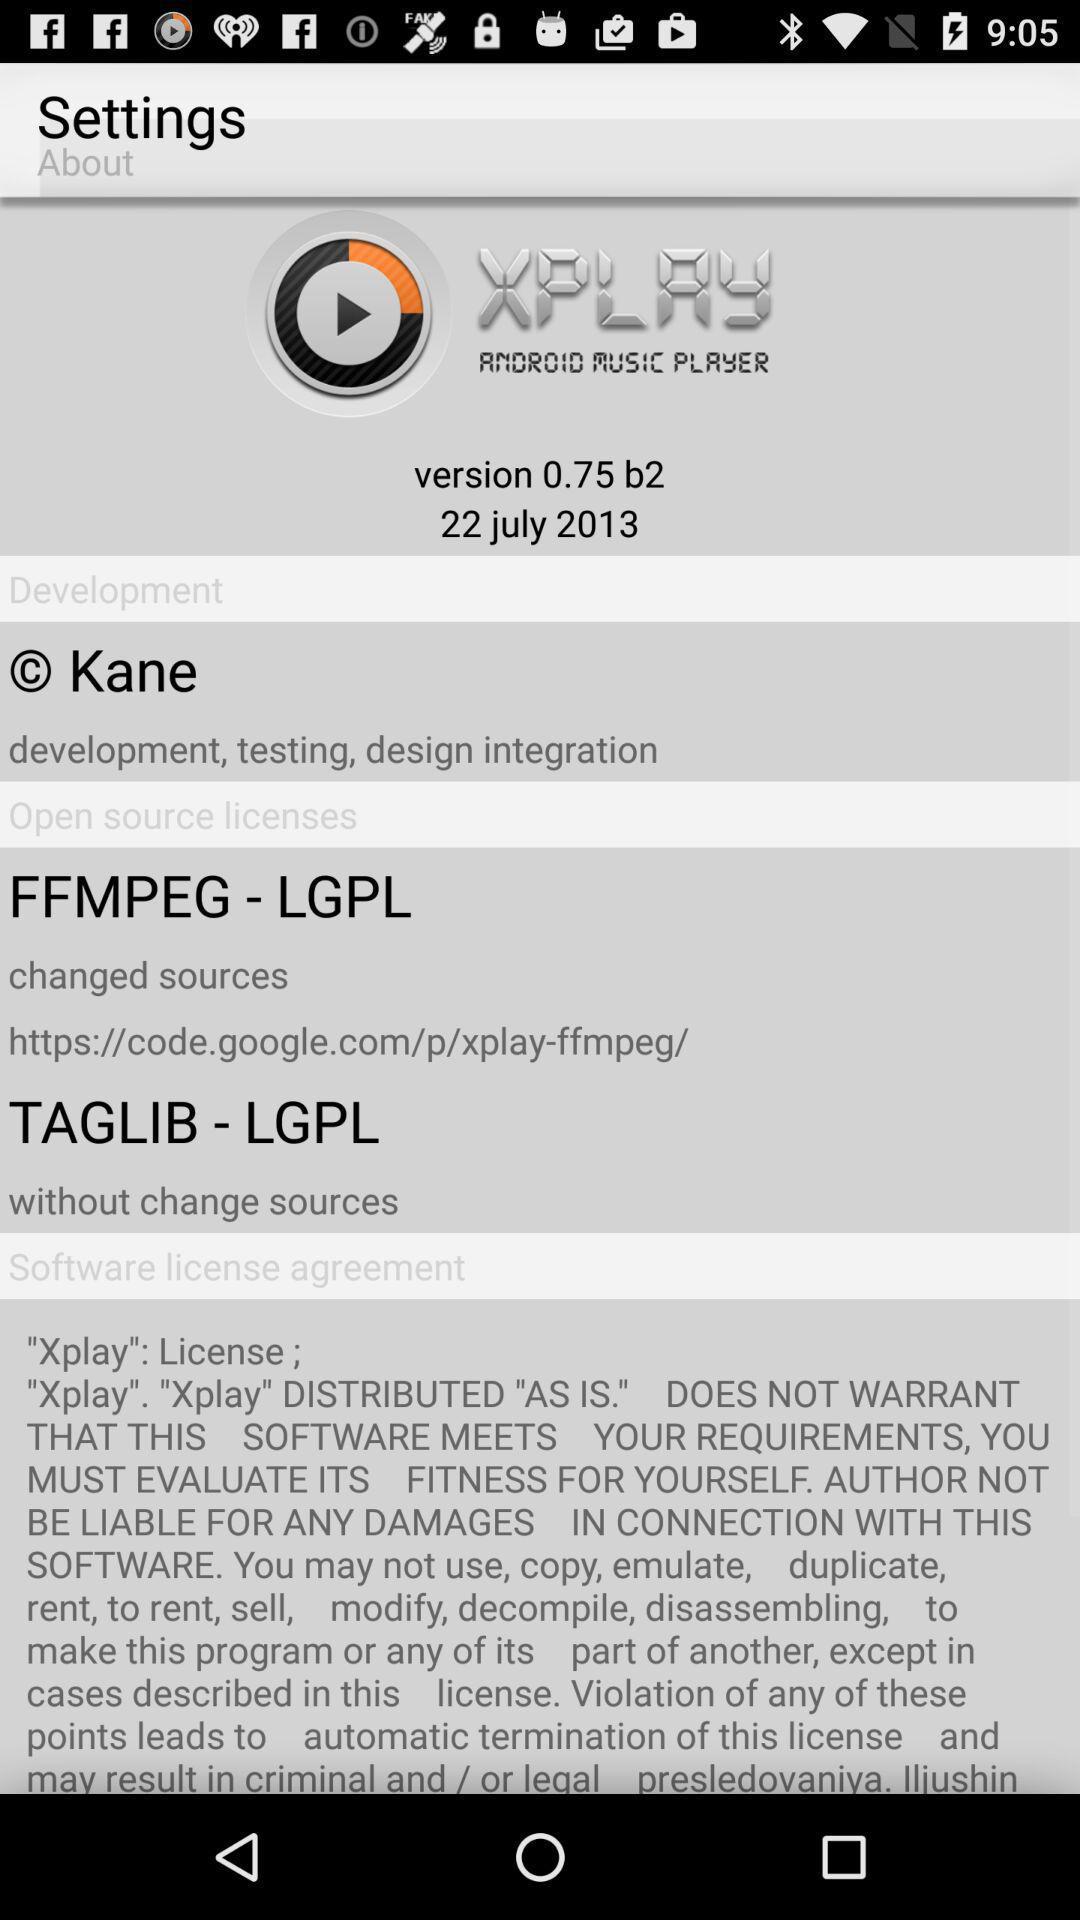 FAKE
9:05
Settings
About
XPLAY
ANDROID MUSIC PLAYER
version 0.75 b2
22 july 2013
Development
© Kane
development, testing, design integration
Open source licenses
FFMPEG - LGPL
changed sources
https://code.google.com/p/xplay-ffmpeg/
TAGLIB - LGPL
without change sources
Software license agreement
"Xplay": License ;
"Xplay". "Xplay" DISTRIBUTED "AS IS." DOES NOT WARRANT
THAT THIS SOFTWARE MEETS YOUR REQUIREMENTS, YOU
MUST EVALUATE ITS FITNESS FOR YOURSELF. AUTHOR NOT
BE LIABLE FOR ANY DAMAGES IN CONNECTION WITH THIS
SOFTWARE. You may not use, copy, emulate, duplicate,
rent, to rent, sell, modify, decompile, disassembling, to
make this program or any of its part of another, except in
cases described in this license. Violation of any of these
points leads to automatic termination of this license and
may result in criminal and / or legal presledovaniya. Iljushin